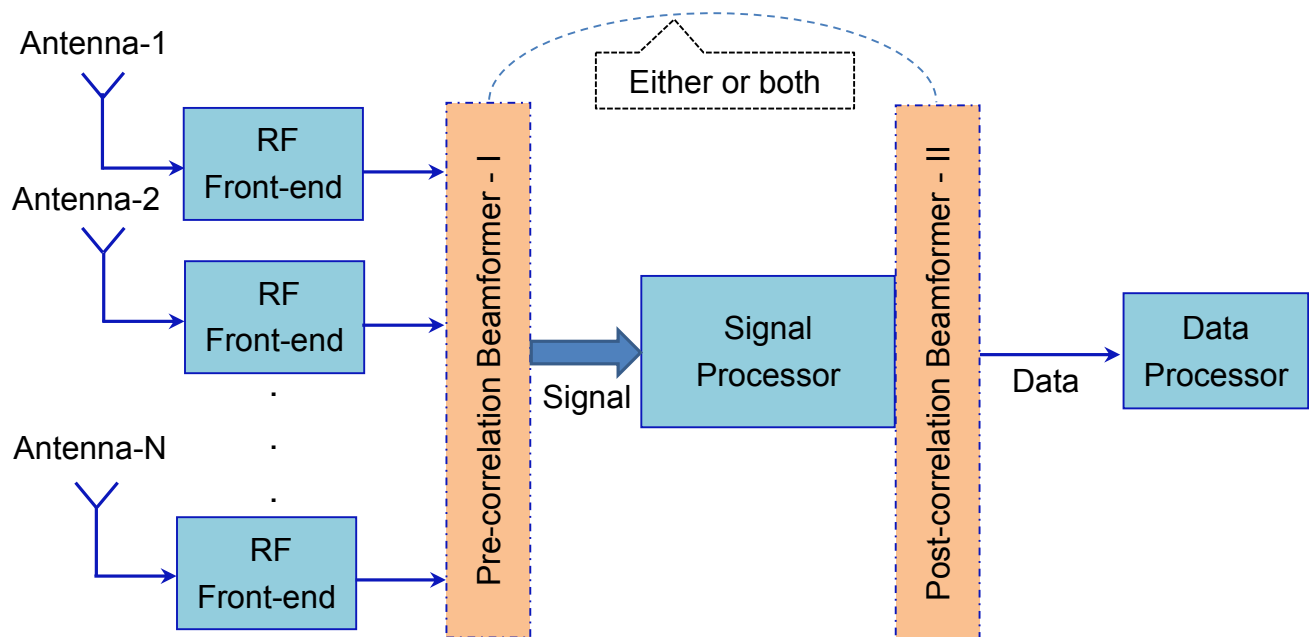 Antenna-1
RF
Front-end
Antenna-2
RF
Front-end
.
.
.
Antenna-N
RF
Front-end
Pre-correlation Beamformer - I
Either or both
Signal
Signal
Processor
Post-correlation Beamformer - II
Data
Data
Processor